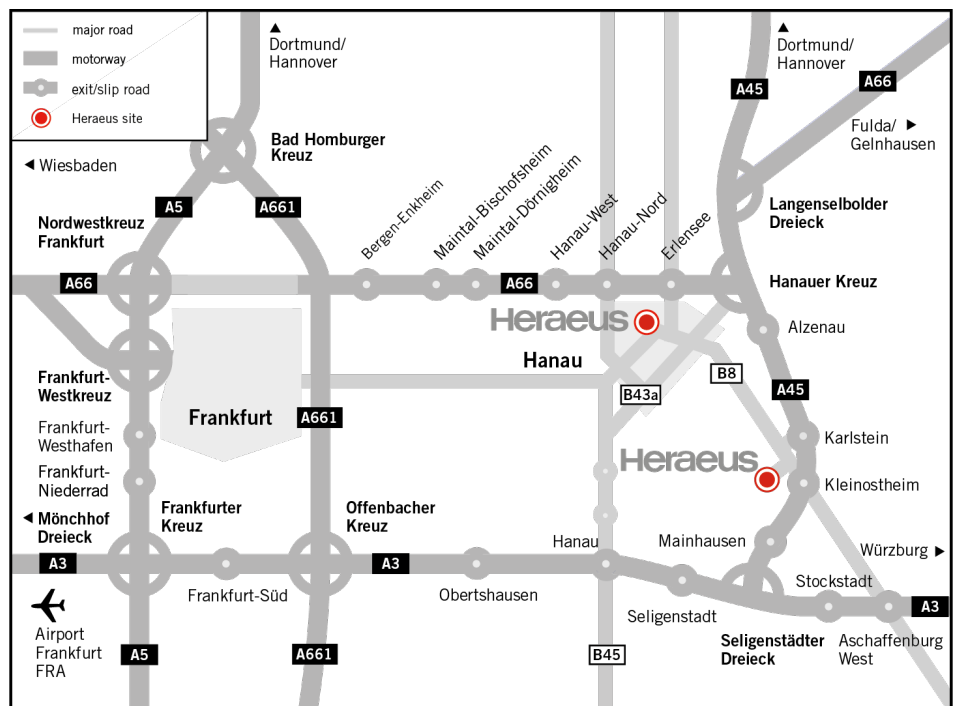 major road
motorway
exit/slip road
Heraeus site
Dortmund/
Hannover
Dortmund/
Hannover
A45
A66
Fulda/
Gelnhausen
Bad Homburger
Kreuz
Wiesbaden
A5
A661
Nordwestkreuz
Frankfurt
Bergen-Enkheim
Maintal-Bischofsheim
Maintal-Dörnigheim
Hanau-West
Hanau-Nord
Erlensee
Langenselbolder
Dreieck
A66
A66
Hanauer Kreuz
Heraeus
Alzenau
Hanau
Frankfurt-
Westkreuz
B8
B43a
A45
Frankfurt
A661
Frankfurt-
Westhafen
Karlstein
Heraeus
Frankfurt-
Niederrad
Kleinostheim
Mönchhof
Dreieck
Frankfurter
Kreuz
Offenbacher
Kreuz
Hanau
Mainhausen
Würzburg
A3
A3
Stockstadt
Frankfurt-Süd
Obertshausen
Seligenstadt
A3
Airport
Frankfurt
FRA
A5
A661
B45
Seligenstädter
Dreieck
Aschaffenburg
West